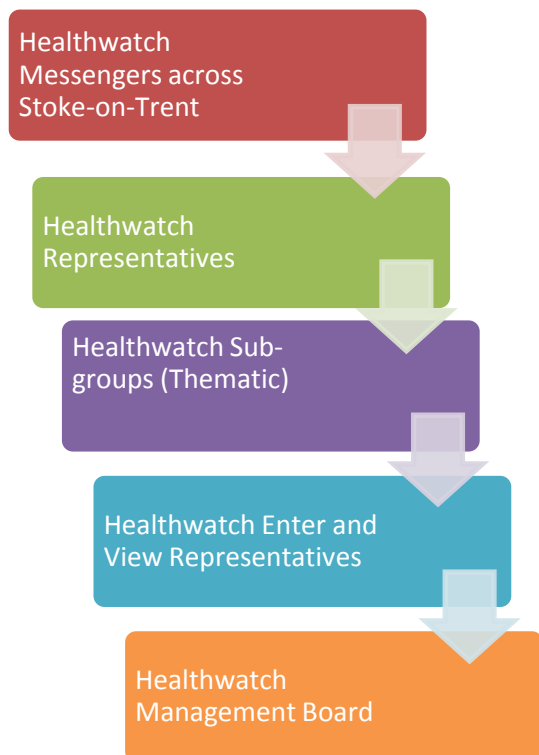 Healthwatch
Messengers across
Stoke-on-Trent
Healthwatch
Representatives
Healthwatch Sub-
groups (Thematic)
Healthwatch Enter and
View Representatives
Healthwatch
Management Board